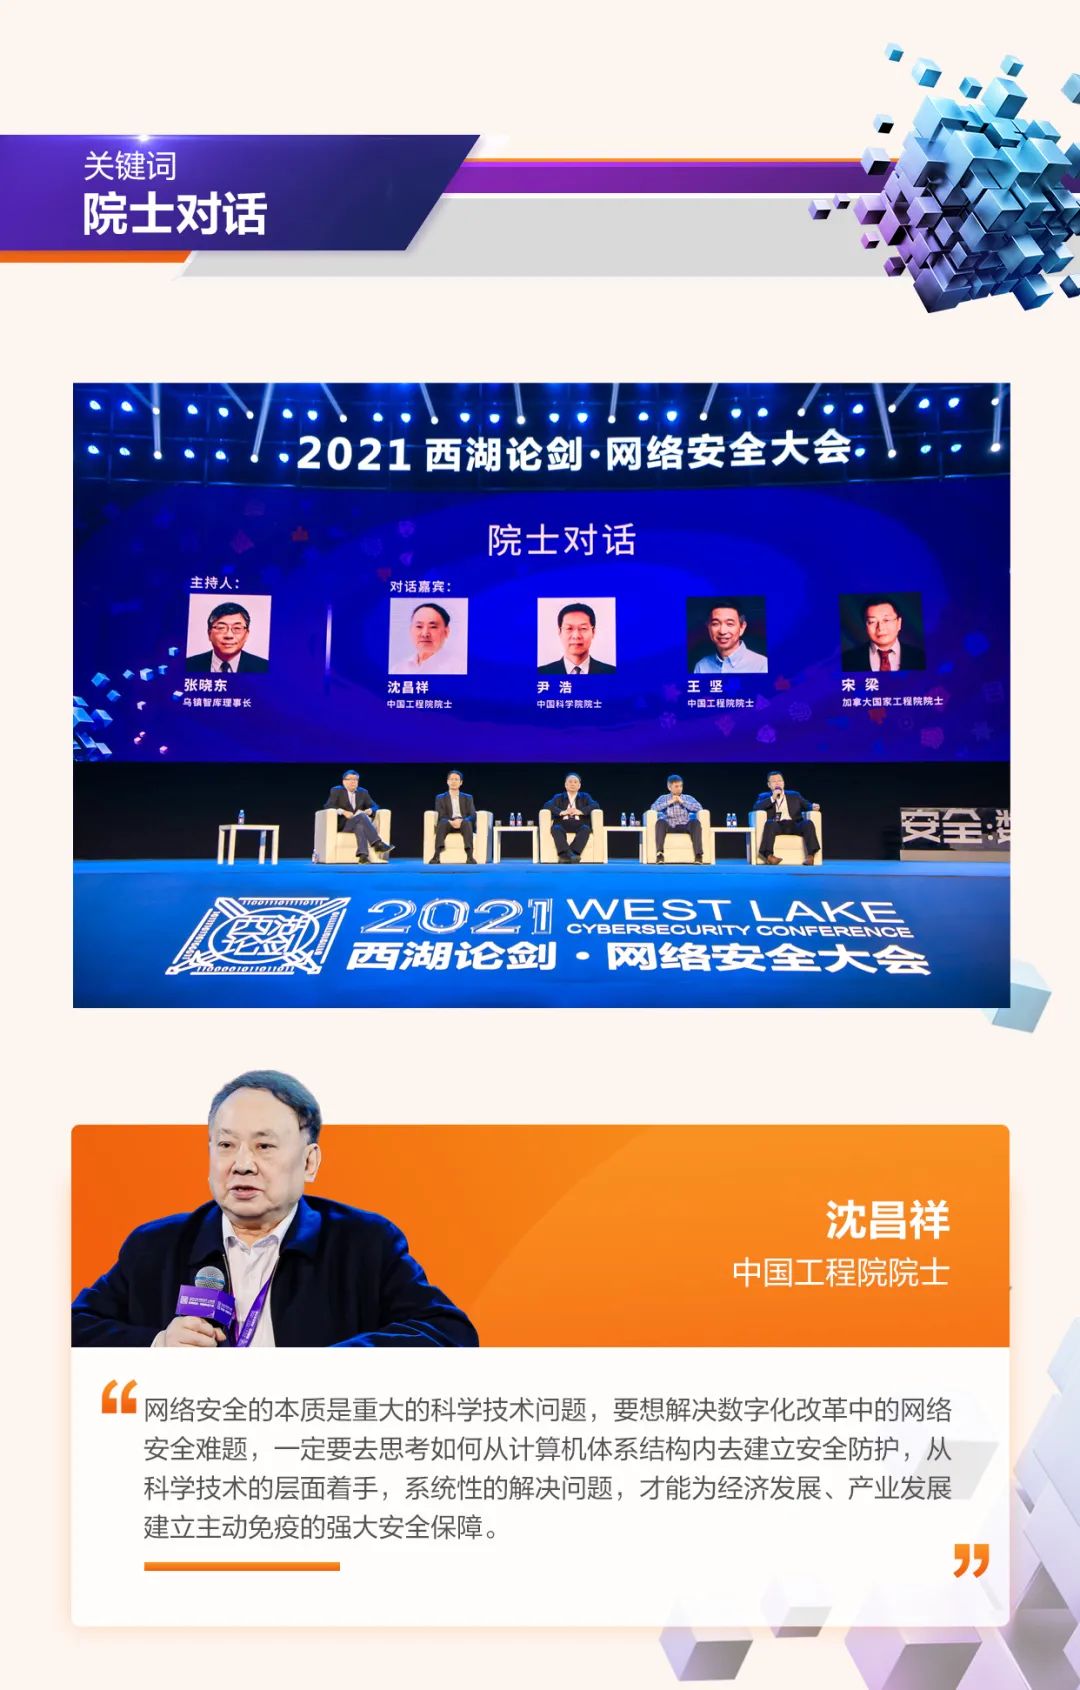 关键词
院士对话
2021 西湖论剑·网络安全大会
院士对话
主持人：
对话嘉宾：
张晓东
乌镇智库理事长
沈昌祥
中国工程院院士
尹 浩
中国科学院院士
王 坚
中国工程院院士
宋 梁
加拿大国家工程院院士
安全:数
11001110111011
西湖论剑
110000101101101
2021 WEST LAKE
CYBERSECURITY CONFERENCE
西湖论剑·网络安全大会
沈昌祥
中国工程院院士
“网络安全的本质是重大的科学技术问题，要想解决数字化改革中的网络
安全难题，一定要去思考如何从计算机体系结构内去建立安全防护，从
科学技术的层面着手，系统性的解决问题，才能为经济发展、产业发展
建立主动免疫的强大安全保障。”